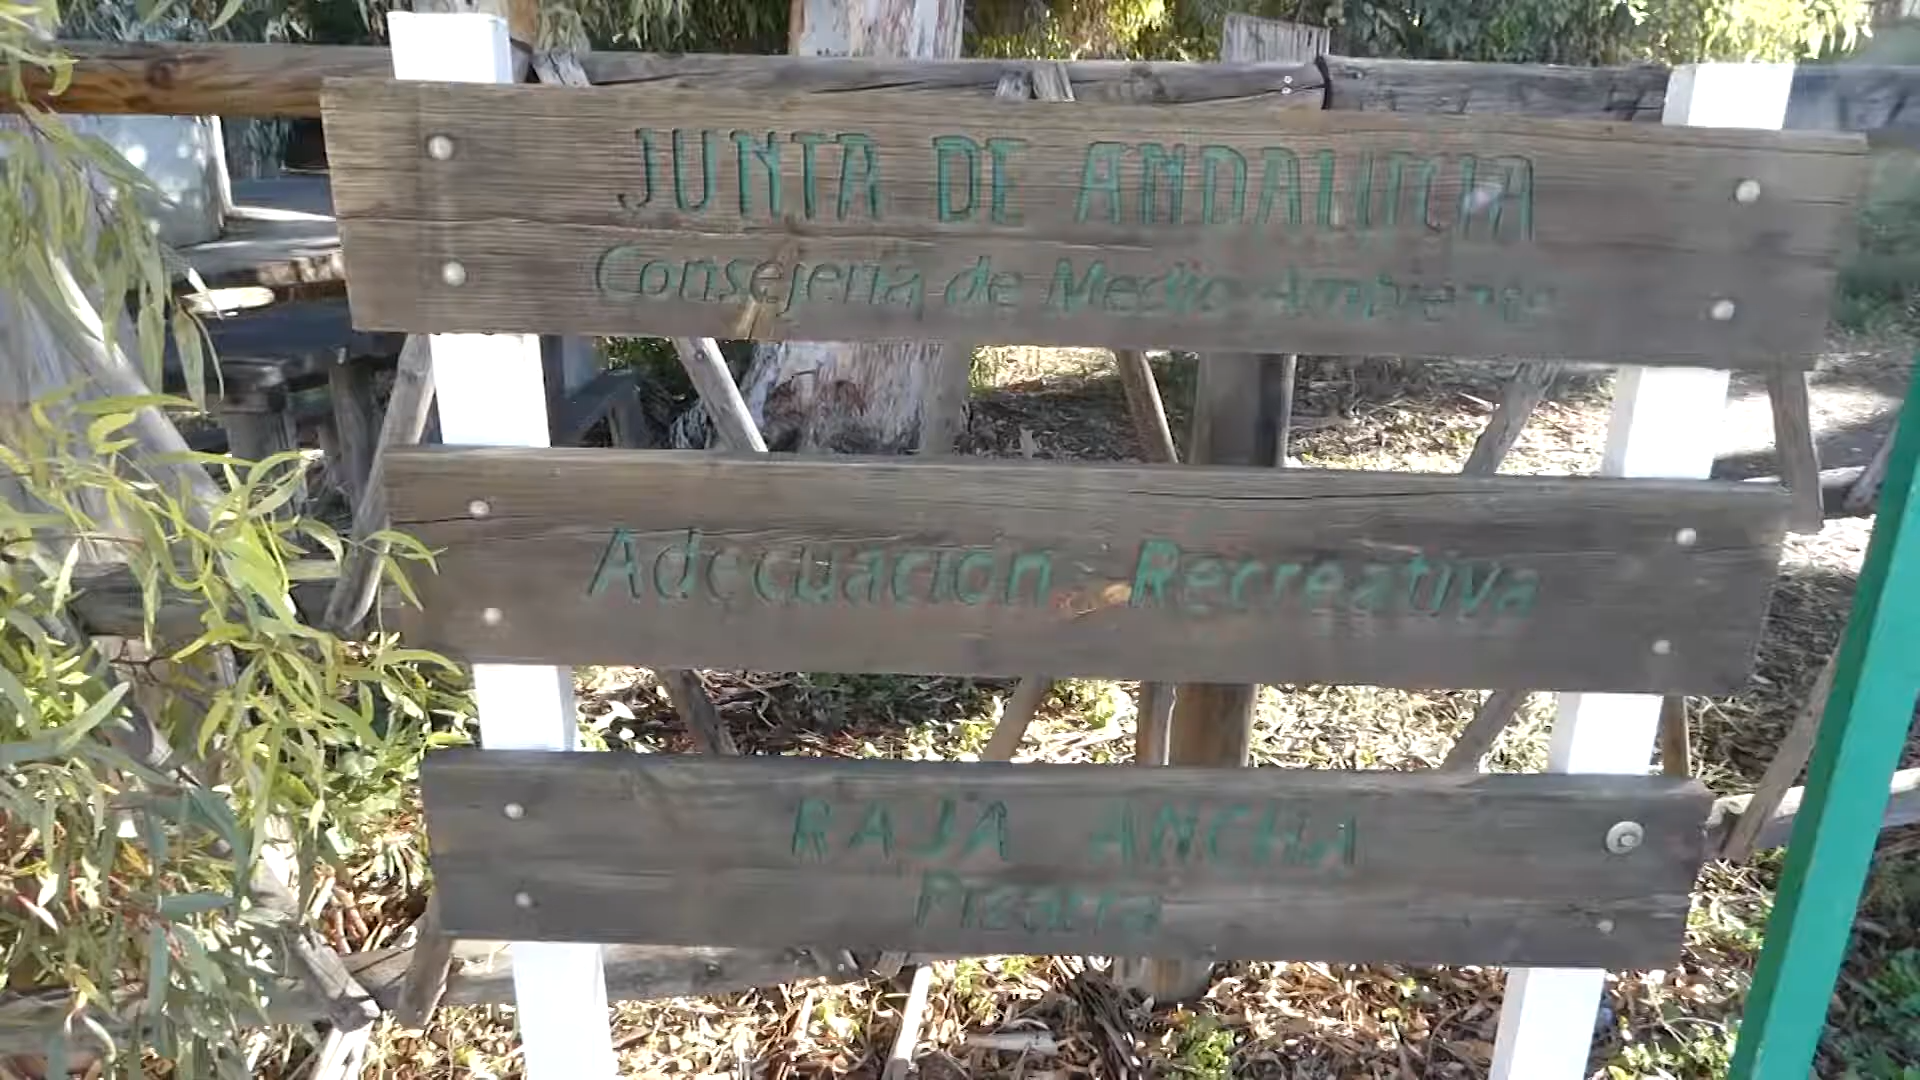 JUNTA DE ANDALUCIA
Consejería de Medio Ambiente
Adecuación Recreativa
RAJA ANCHA
Pizarra